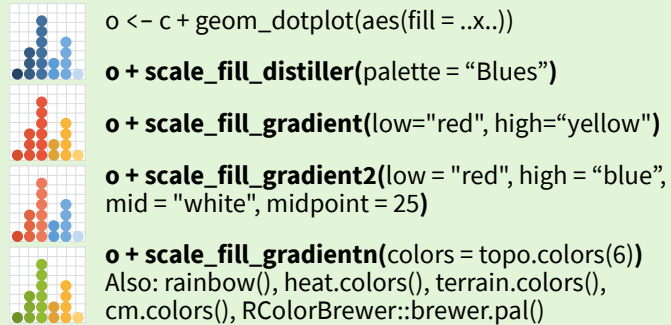 o <- c + geom_dotplot(aes(fill = ..x..))
o + scale_fill_distiller(palette = “Blues”)
o + scale_fill_gradient(low="red", high=“yellow")
o + scale_fill_gradient2(low = "red", high = “blue”,
mid = "white", midpoint = 25)
o + scale_fill_gradientn(colors = topo.colors(6))
Also: rainbow(), heat.colors(), terrain.colors(),
cm.colors(), RColorBrewer::brewer.pal()